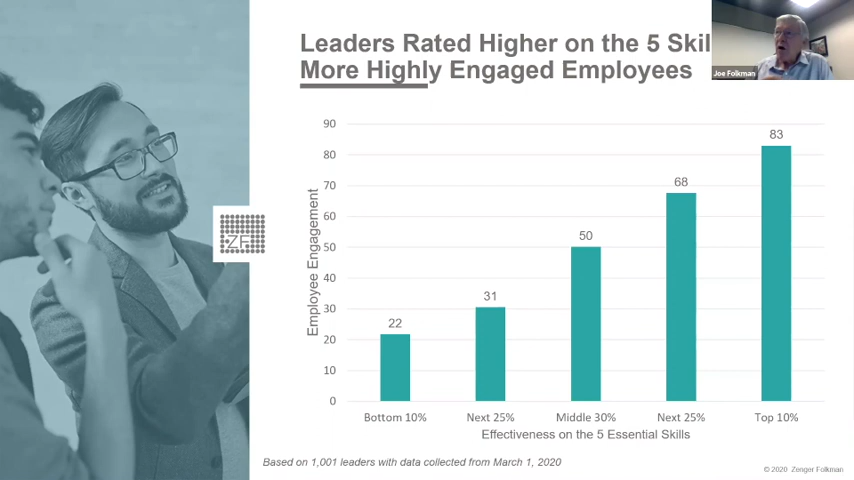 Leaders Rated Higher on the 5 Skil
More Highly Engaged Employees
Joe Folkman
ZF
90
80
70
60
50
40
30
20
10
0
Employee Engagement
22
31
50
68
83
Bottom 10%
Next 25%
Middle 30%
Next 25%
Top 10%
Effectiveness on the 5 Essential Skills
Based on 1,001 leaders with data collected from March 1, 2020
© 2020 Zenger Folkman